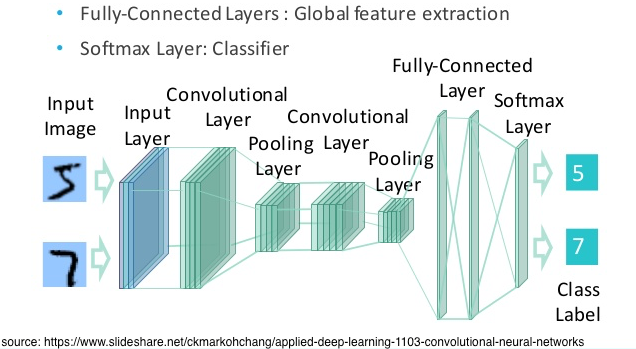 • Fully-Connected Layers : Global feature extraction
• Softmax Layer: Classifier
Input
Image
Input
Layer
Convolutional
Layer
Pooling
Layer
Convolutional
Layer
Pooling
Layer
Fully-Connected
Layer
Softmax
Layer
5
5
7
7
Class
Label
source: https://www.slideshare.net/ckmarkohchang/applied-deep-learning-1103-convolutional-neural-networks